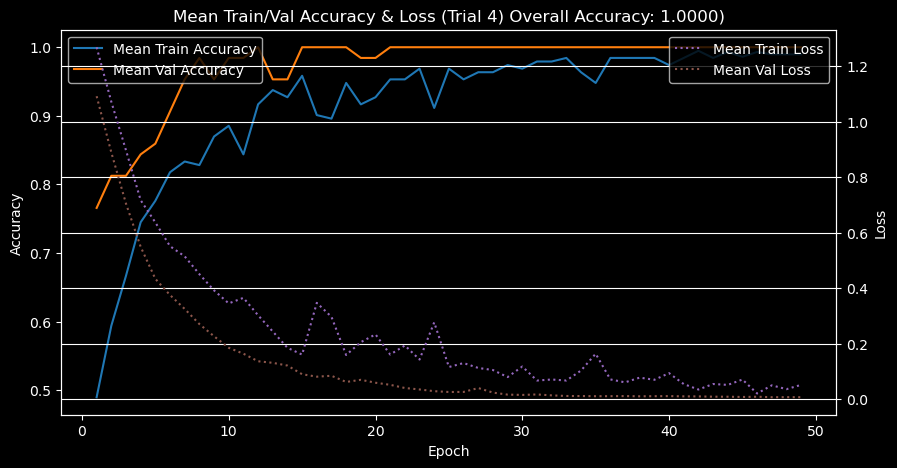 Mean Train/Val Accuracy & Loss (Trial 4) Overall Accuracy: 1.0000)
Mean Train Accuracy
Mean Val Accuracy
Mean Train Loss
Mean Val Loss
1.0
0.9
0.8
0.7
0.6
0.5
Accuracy
1.2
1.0
0.8
0.6
0.4
0.2
0.0
Loss
0 10 20 30 40 50
Epoch